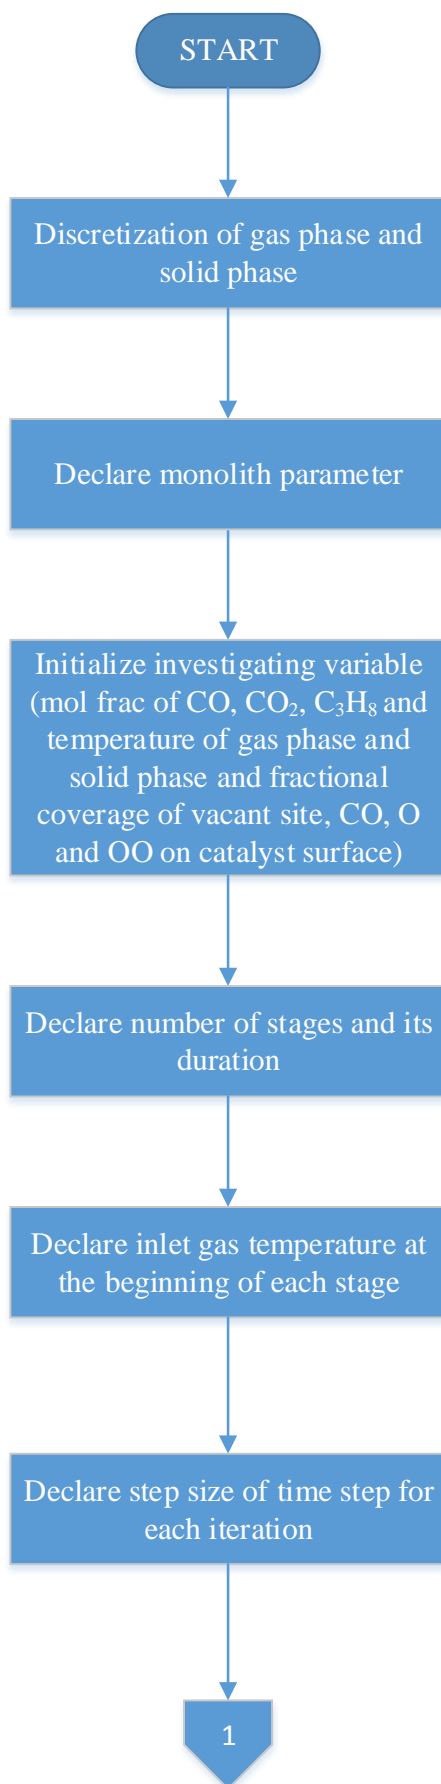 START
Discretization of gas phase and
solid phase
Declare monolith parameter
Initialize investigating variable
(mol frac of CO, CO₂, C₃H₈ and
temperature of gas phase and
solid phase and fractional
coverage of vacant site, CO, O
and OO on catalyst surface)
Declare number of stages and its
duration
Declare inlet gas temperature at
the beginning of each stage
Declare step size of time step for
each iteration
1